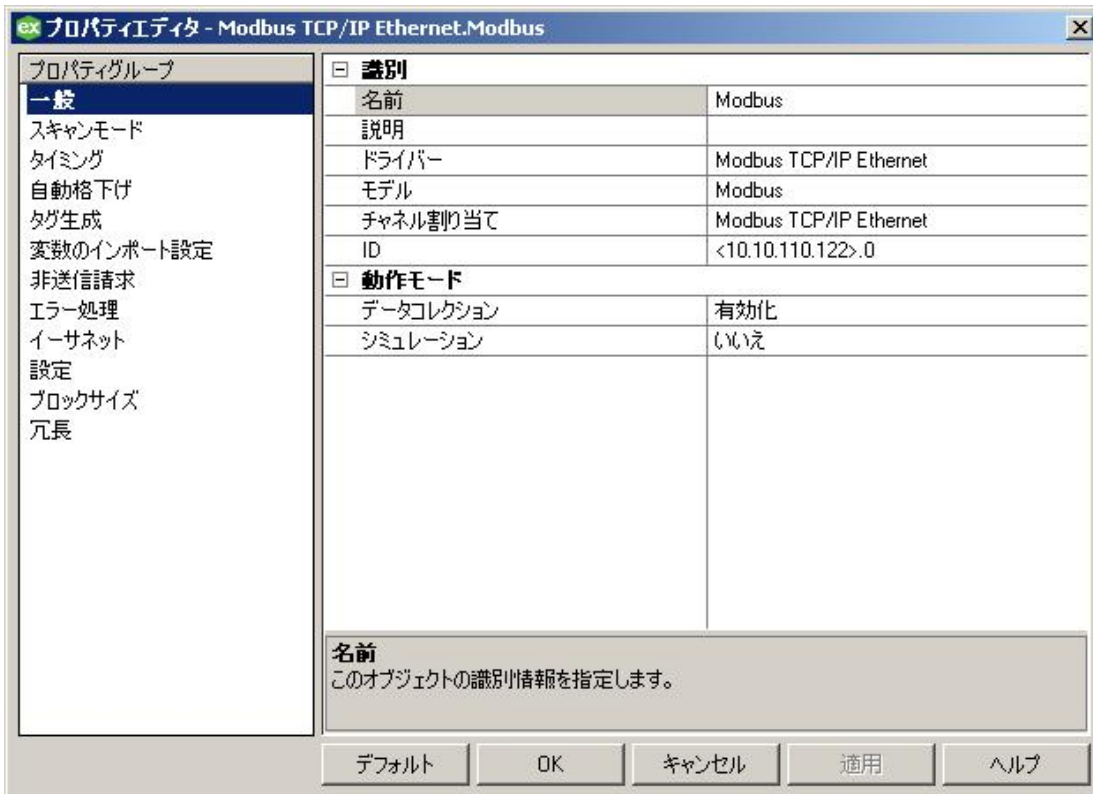 ex プロパティエディタ - Modbus TCP/IP Ethernet.Modbus
プロパティグループ
一般
スキャンモード
タイミング
自動格下げ
タグ生成
変数のインポート設定
非送信請求
エラー処理
イーサネット
設定
ブロックサイズ
冗長
識別
名前 Modbus
説明
ドライバー Modbus TCP/IP Ethernet
モデル Modbus
チャネル割り当て Modbus TCP/IP Ethernet
ID <10.10.110.122>.0
動作モード
データコレクション 有効化
シミュレーション いいえ
名前
このオブジェクトの識別情報を指定します。
デフォルト OK キャンセル 適用 ヘルプ